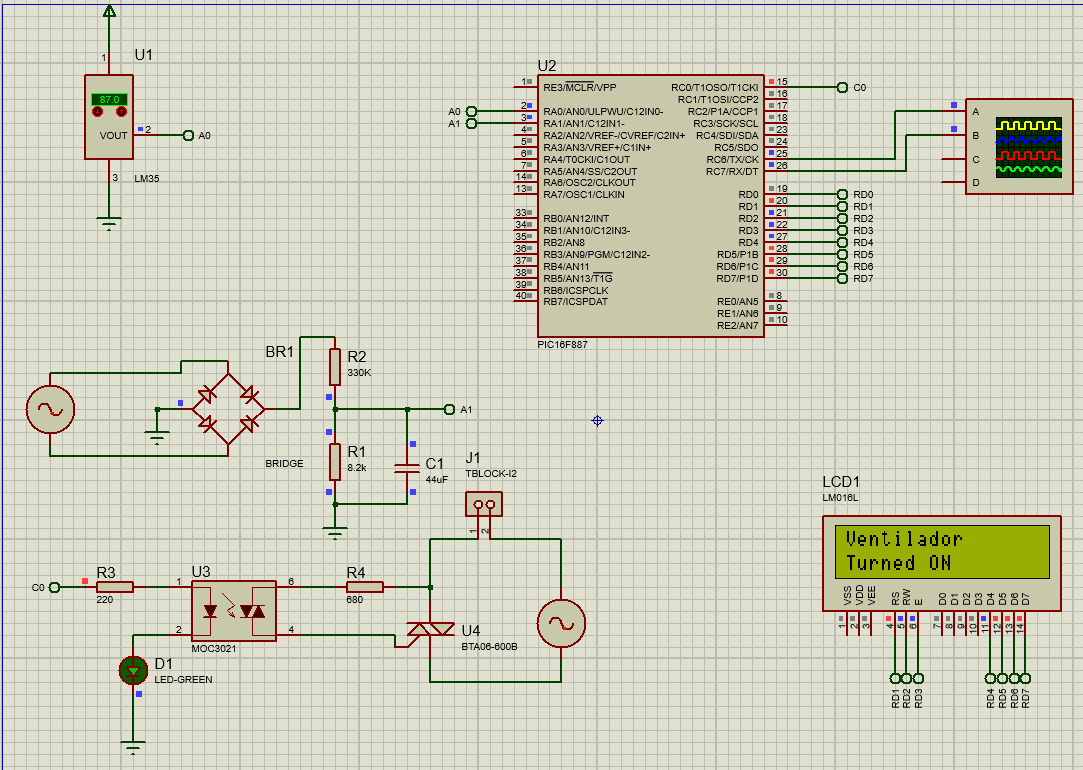 U1
1
87.0
VOUT
2
A0
3
LM35
U2
1
RE3/MCLR/VPP
A0
2
RA0/AN0/ULPWU/C12IN0-
A1
3
RA1/AN1/C12IN1-
4
RA2/AN2/VREF-/CVREF/C2IN+
5
RA3/AN3/VREF+/C1IN+
6
RA4/T0CKI/C1OUT
7
RA5/AN4/SS/C2OUT
14
RA6/OSC2/CLKOUT
13
RA7/OSC1/CLKIN
33
RB0/AN12/INT
34
RB1/AN10/C12IN3-
35
RB2/AN8
36
RB3/AN9/PGM/C12IN2-
37
RB4/AN11
38
RB5/AN13/T1G
39
RB6/ICSPCLK
40
RB7/ICSPDAT
RC0/T1OSO/T1CKI
15
C0
RC1/T1OSI/CCP2
16
RC2/P1A/CCP1
17
RC3/SCK/SCL
18
RC4/SDI/SDA
23
RC5/SDO
24
RC6/TX/CK
25
RC7/RX/DT
26
RD0
19
RD0
RD1
20
RD1
RD2
21
RD2
RD3
22
RD3
RD4
27
RD4
RD5/P1B
28
RD5
RD6/P1C
29
RD6
RD7/P1D
30
RD7
RE0/AN5
8
RE1/AN6
9
RE2/AN7
10
PIC16F887
A
B
C
D
BR1
BRIDGE
R2
330K
A1
R1
8.2k
C1
44uF
J1
TBLOCK-I2
1
2
C0
R3
220
U3
1
2
6
4
MOC3021
R4
680
U4
BTA06-600B
D1
LED-GREEN
LCD1
LM016L
Ventilador
Turned ON
VSS
VDD
VEE
RS
RW
E
D0
D1
D2
D3
D4
D5
D6
D7
1
2
3
4
5
6
7
8
9
10
11
12
13
14
RD1
RD2
RD3
RD4
RD5
RD6
RD7